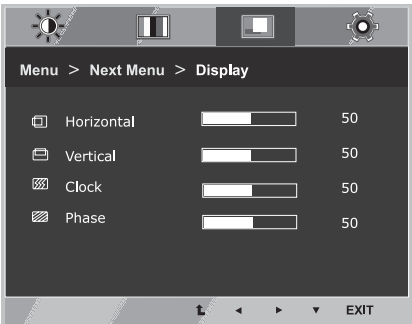 Menu > Next Menu > Display
Horizontal 50
Vertical 50
Clock 50
Phase 50
EXIT